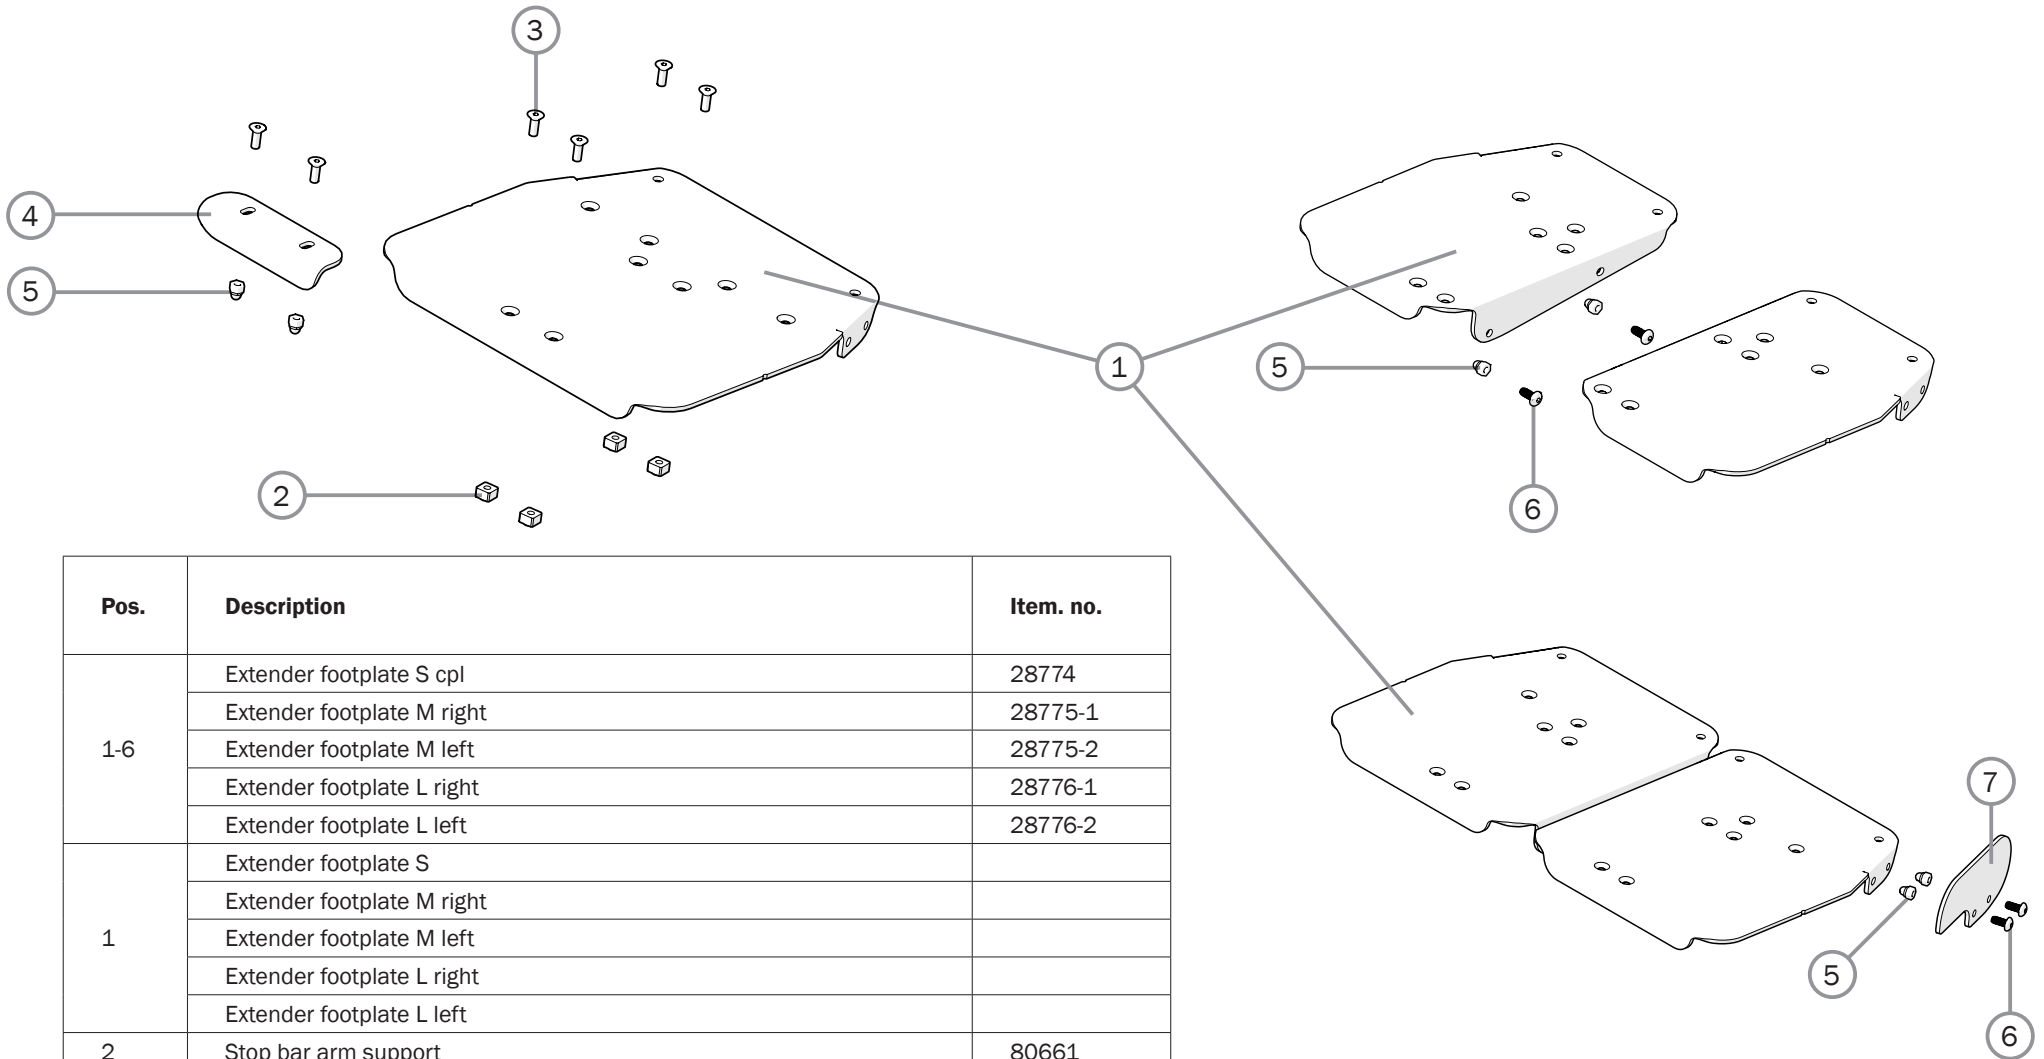 3
4
5
1
5
2
6
7
5
6
Pos. Description Item. no.
1-6
Extender footplate S cpl 28774
Extender footplate M right 28775-1
Extender footplate M left 28775-2
Extender footplate L right 28776-1
Extender footplate L left 28776-2
1
Extender footplate S
Extender footplate M right
Extender footplate M left
Extender footplate L right
Extender footplate L left
2 Stop bar arm support 80661